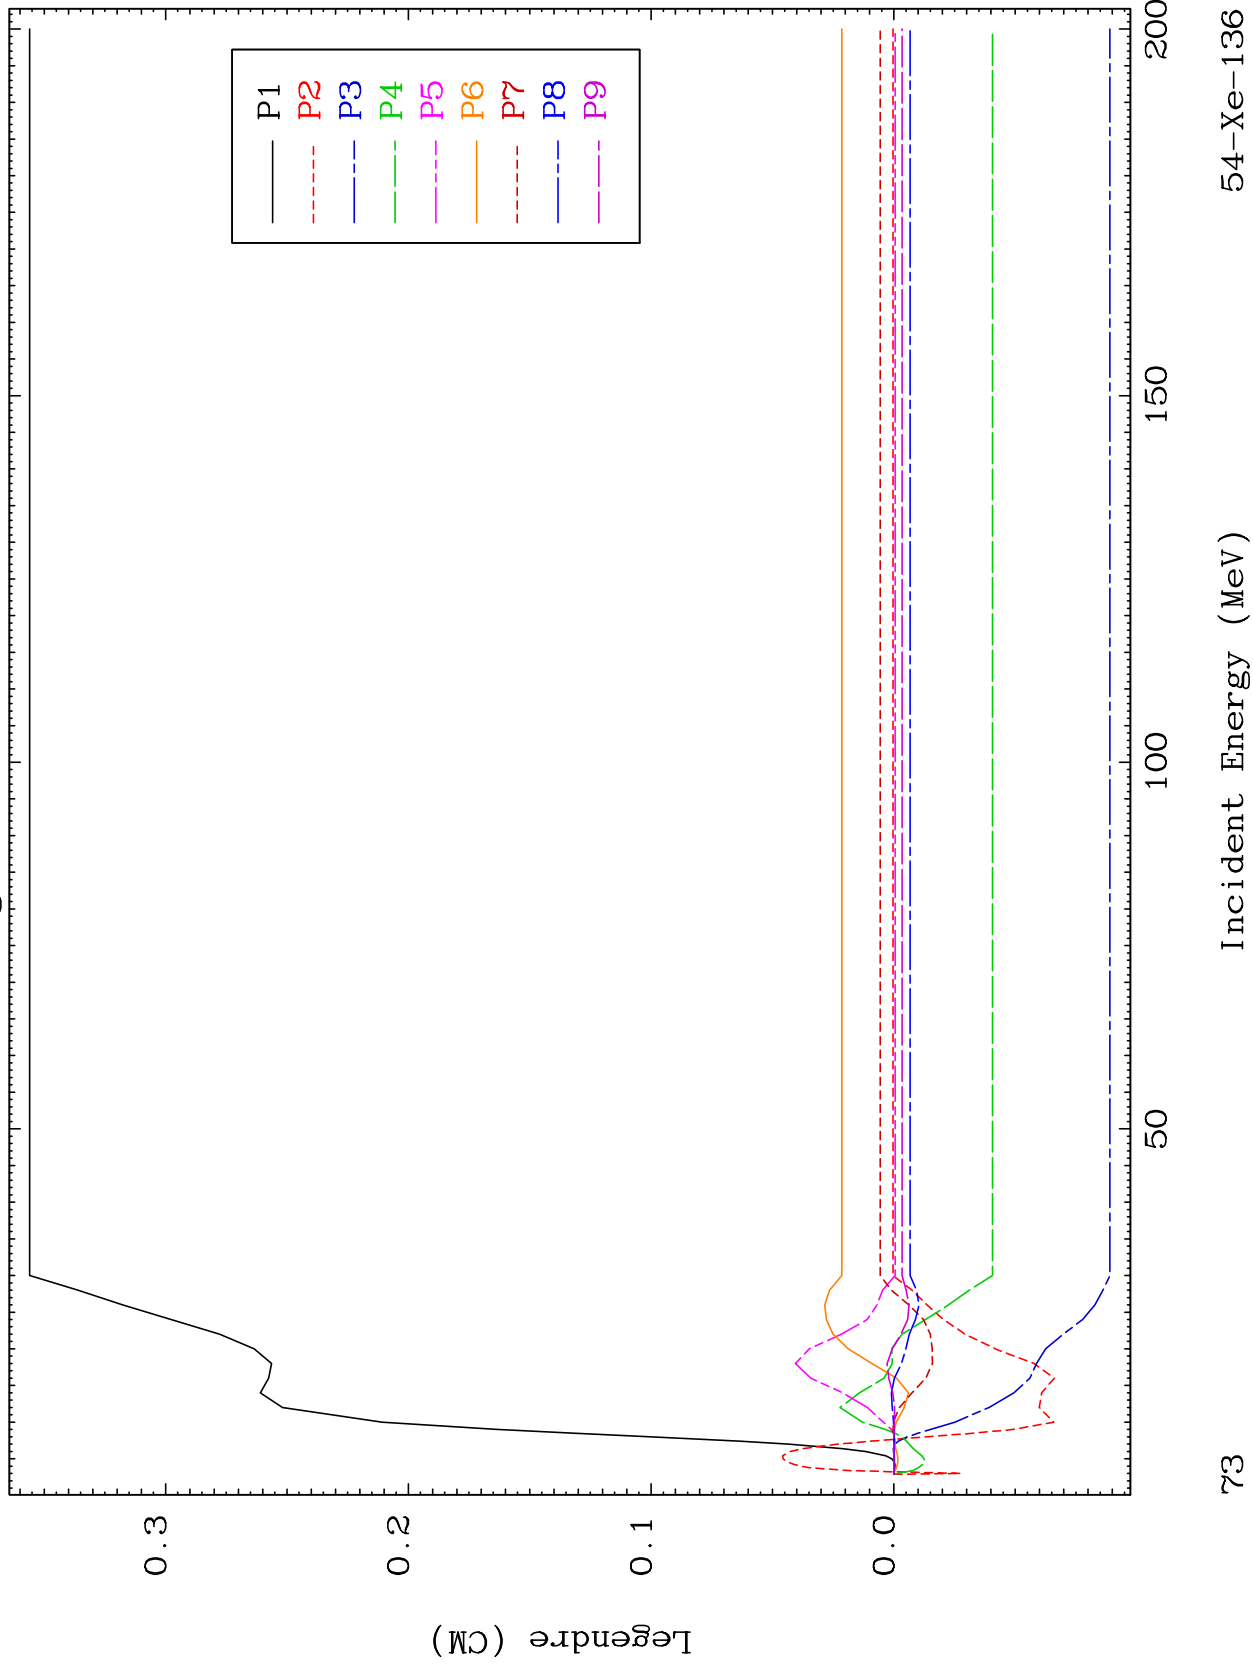 P1
P2
P3
P4
P5
P6
P7
P8
P9
0.3
0.2
0.1
0.0
Legendre (CM)
50
100
150
200
Incident Energy (MeV)
73
54-Xe-136